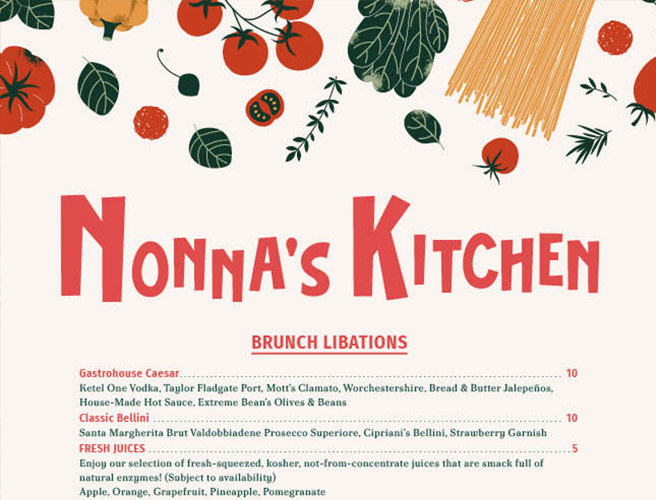 NONNA'S KITCHEN
BRUNCH LIBATIONS
Gastrohouse Caesar 10
Ketel One Vodka, Taylor Fladgate Port, Mott's Clamato, Worchestershire, Bread & Butter Jalepeños,
House-Made Hot Sauce, Extreme Bean's Olives & Beans
Classic Bellini 10
Santa Margherita Brut Valdobbiadene Prosecco Superiore, Cipriani's Bellini, Strawberry Garnish
FRESH JUICES 5
Enjoy our selection of fresh-squeezed, kosher, not-from-concentrate juices that are smack full of
natural enzymes! (Subject to availability)
Apple, Orange, Grapefruit, Pineapple, Pomegranate